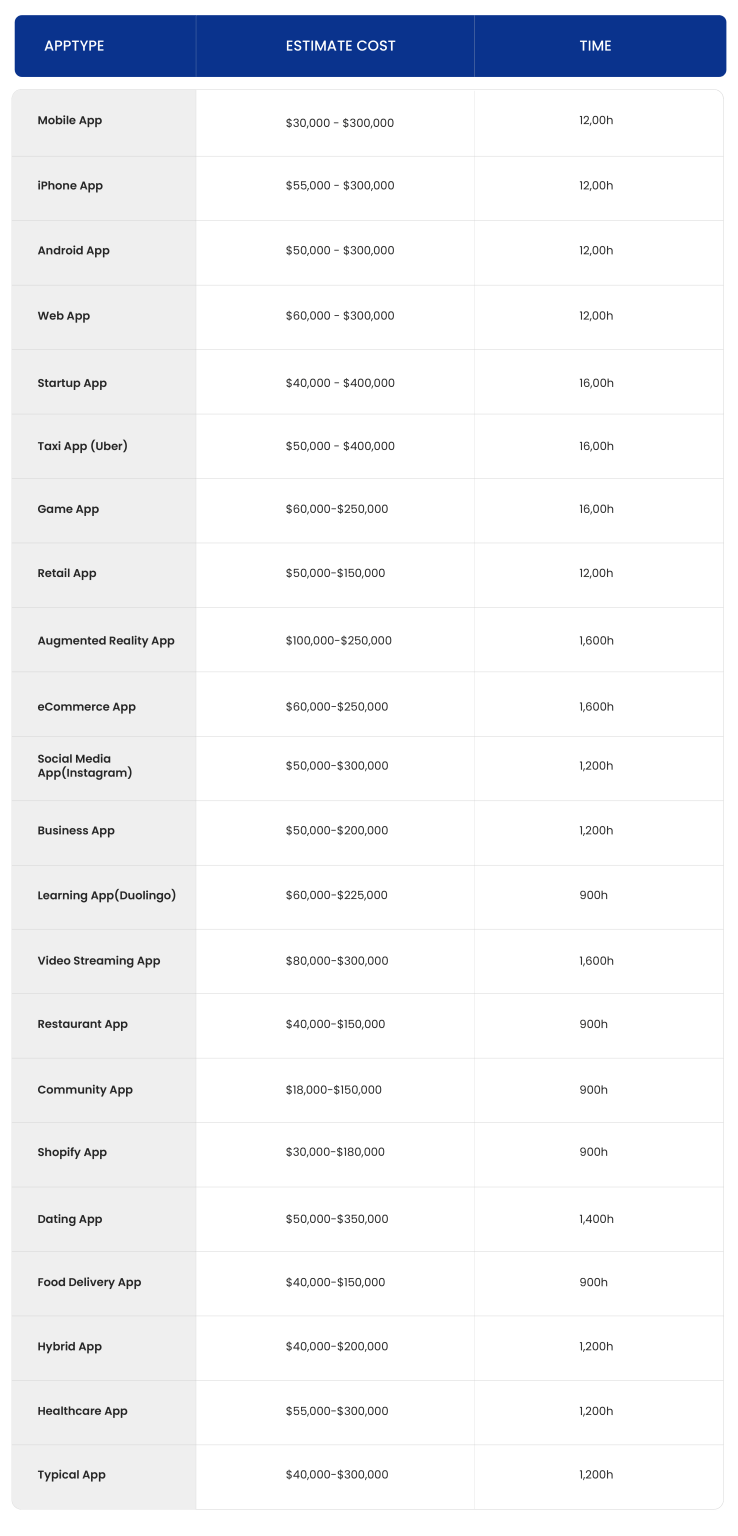 APPTYPE ESTIMATE COST TIME
Mobile App $30,000 - $300,000 12,00h
iPhone App $55,000 - $300,000 12,00h
Android App $50,000 - $300,000 12,00h
Web App $60,000 - $300,000 12,00h
Startup App $40,000 - $400,000 16,00h
Taxi App (Uber) $50,000 - $400,000 16,00h
Game App $60,000-$250,000 16,00h
Retail App $50,000-$150,000 12,00h
Augmented Reality App $100,000-$250,000 1,600h
eCommerce App $60,000-$250,000 1,600h
Social Media
App(Instagram) $50,000-$300,000 1,200h
Business App $50,000-$200,000 1,200h
Learning App(Duolingo) $60,000-$225,000 900h
Video Streaming App $80,000-$300,000 1,600h
Restaurant App $40,000-$150,000 900h
Community App $18,000-$150,000 900h
Shopify App $30,000-$180,000 900h
Dating App $50,000-$350,000 1,400h
Food Delivery App $40,000-$150,000 900h
Hybrid App $40,000-$200,000 1,200h
Healthcare App $55,000-$300,000 1,200h
Typical App $40,000-$300,000 1,200h